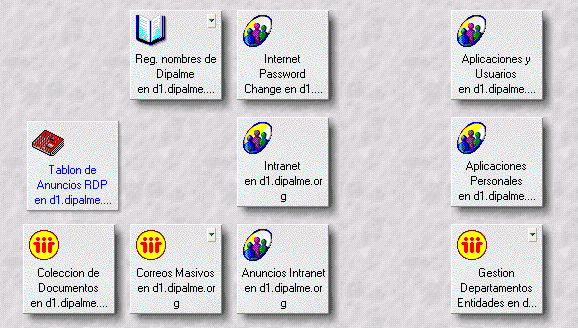 Reg. nombres de
Dipalme
en d1.dipalme....
Internet
Password
Change en d1....
Aplicaciones y
Usuarios
en d1.dipalme....
Tablon de
Anuncios RDP
en d1.dipalme....
Intranet
en d1.dipalme.or
g
Aplicaciones
Personales
en d1.dipalme....
Coleccion de
Documentos
en d1.dipalme....
Correos Masivos
en d1.dipalme.or
g
Anuncios Intranet
en d1.dipalme.or
g
Gestion
Departamentos
Entidades en d...